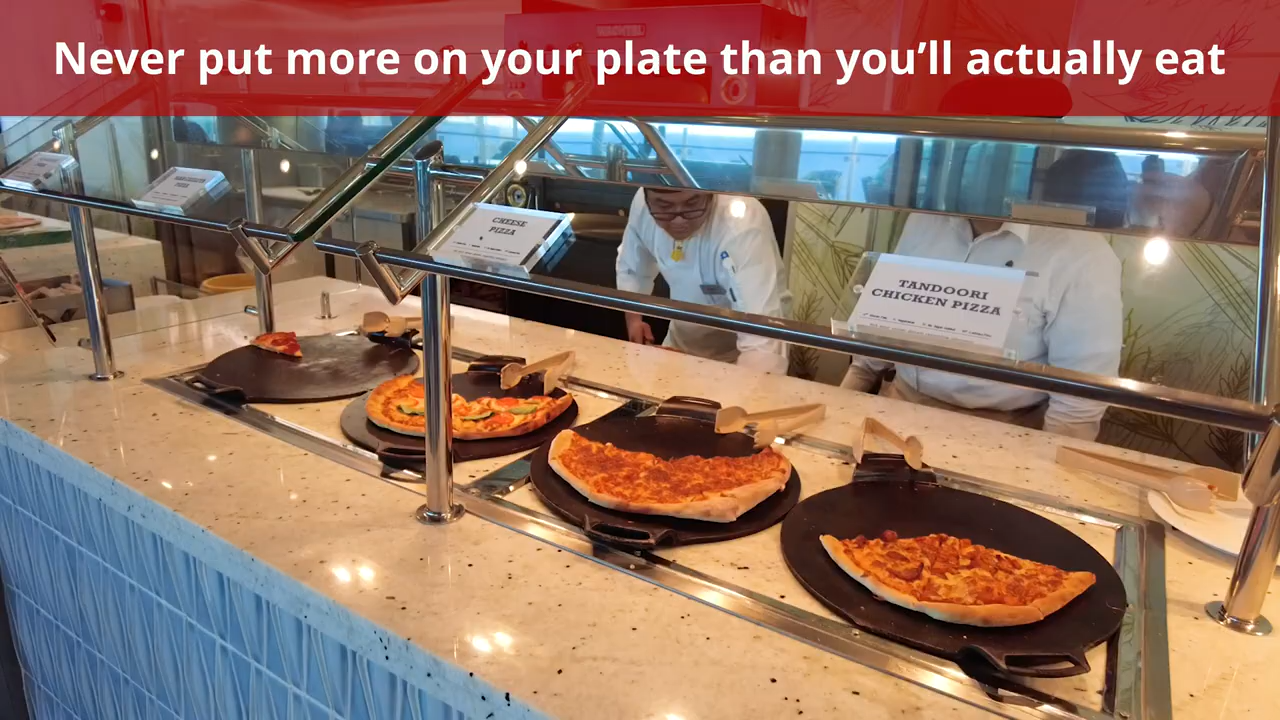 Never put more on your plate than you’ll actually eat
CHEESE
PIZZA
TANDOORI
CHICKEN PIZZA